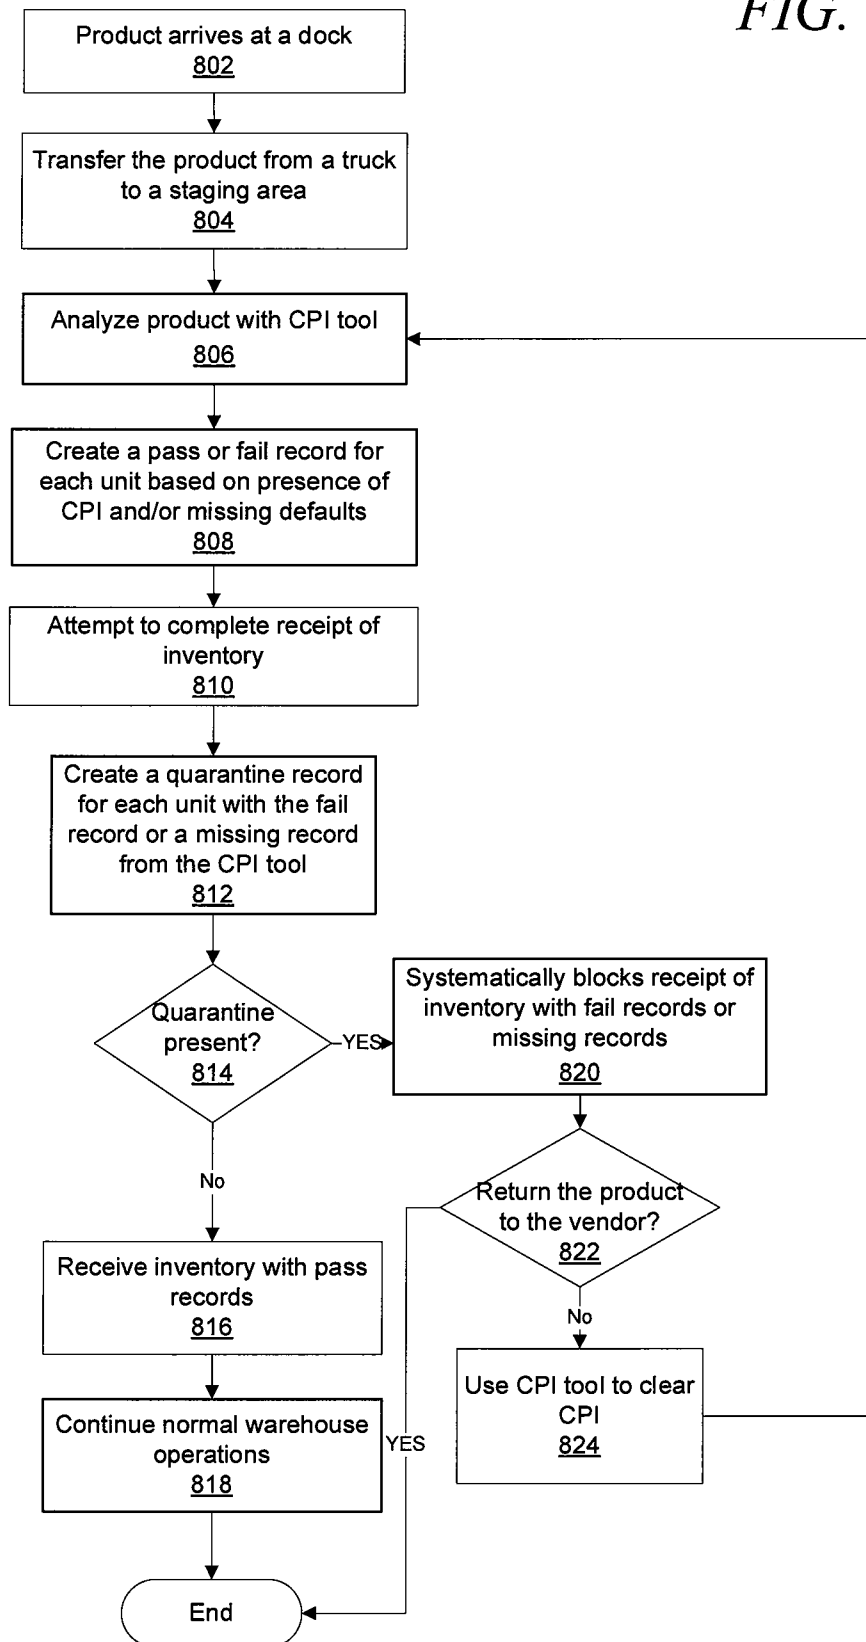 FIG.
Product arrives at a dock
802
Transfer the product from a truck
to a staging area
804
Analyze product with CPI tool
806
Create a pass or fail record for
each unit based on presence of
CPI and/or missing defaults
808
Attempt to complete receipt of
inventory
810
Create a quarantine record
for each unit with the fail
record or a missing record
from the CPI tool
812
Quarantine
present?
814
YES
Systematically blocks receipt of
inventory with fail records or
missing records
820
No
Return the product
to the vendor?
822
Receive inventory with pass
records
816
No
Use CPI tool to clear
CPI
824
Continue normal warehouse
operations
818
YES
End